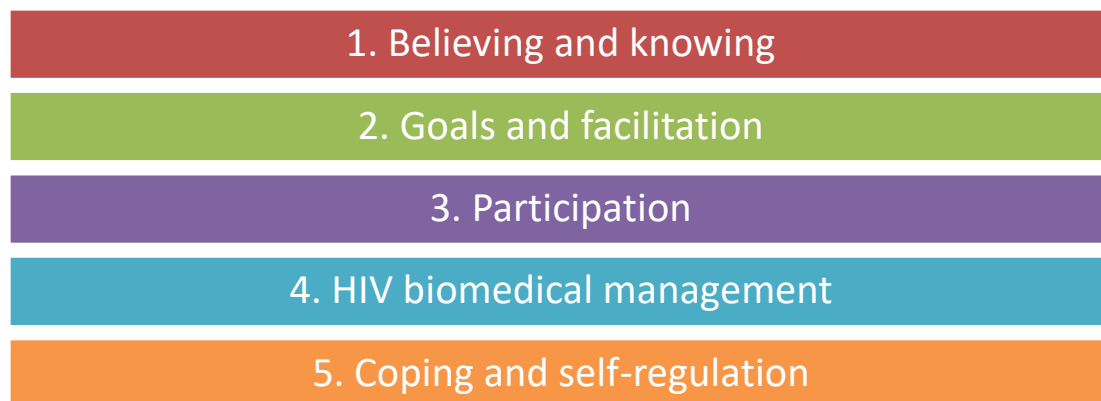 1. Believing and knowing
2. Goals and facilitation
3. Participation
4. HIV biomedical management
5. Coping and self-regulation